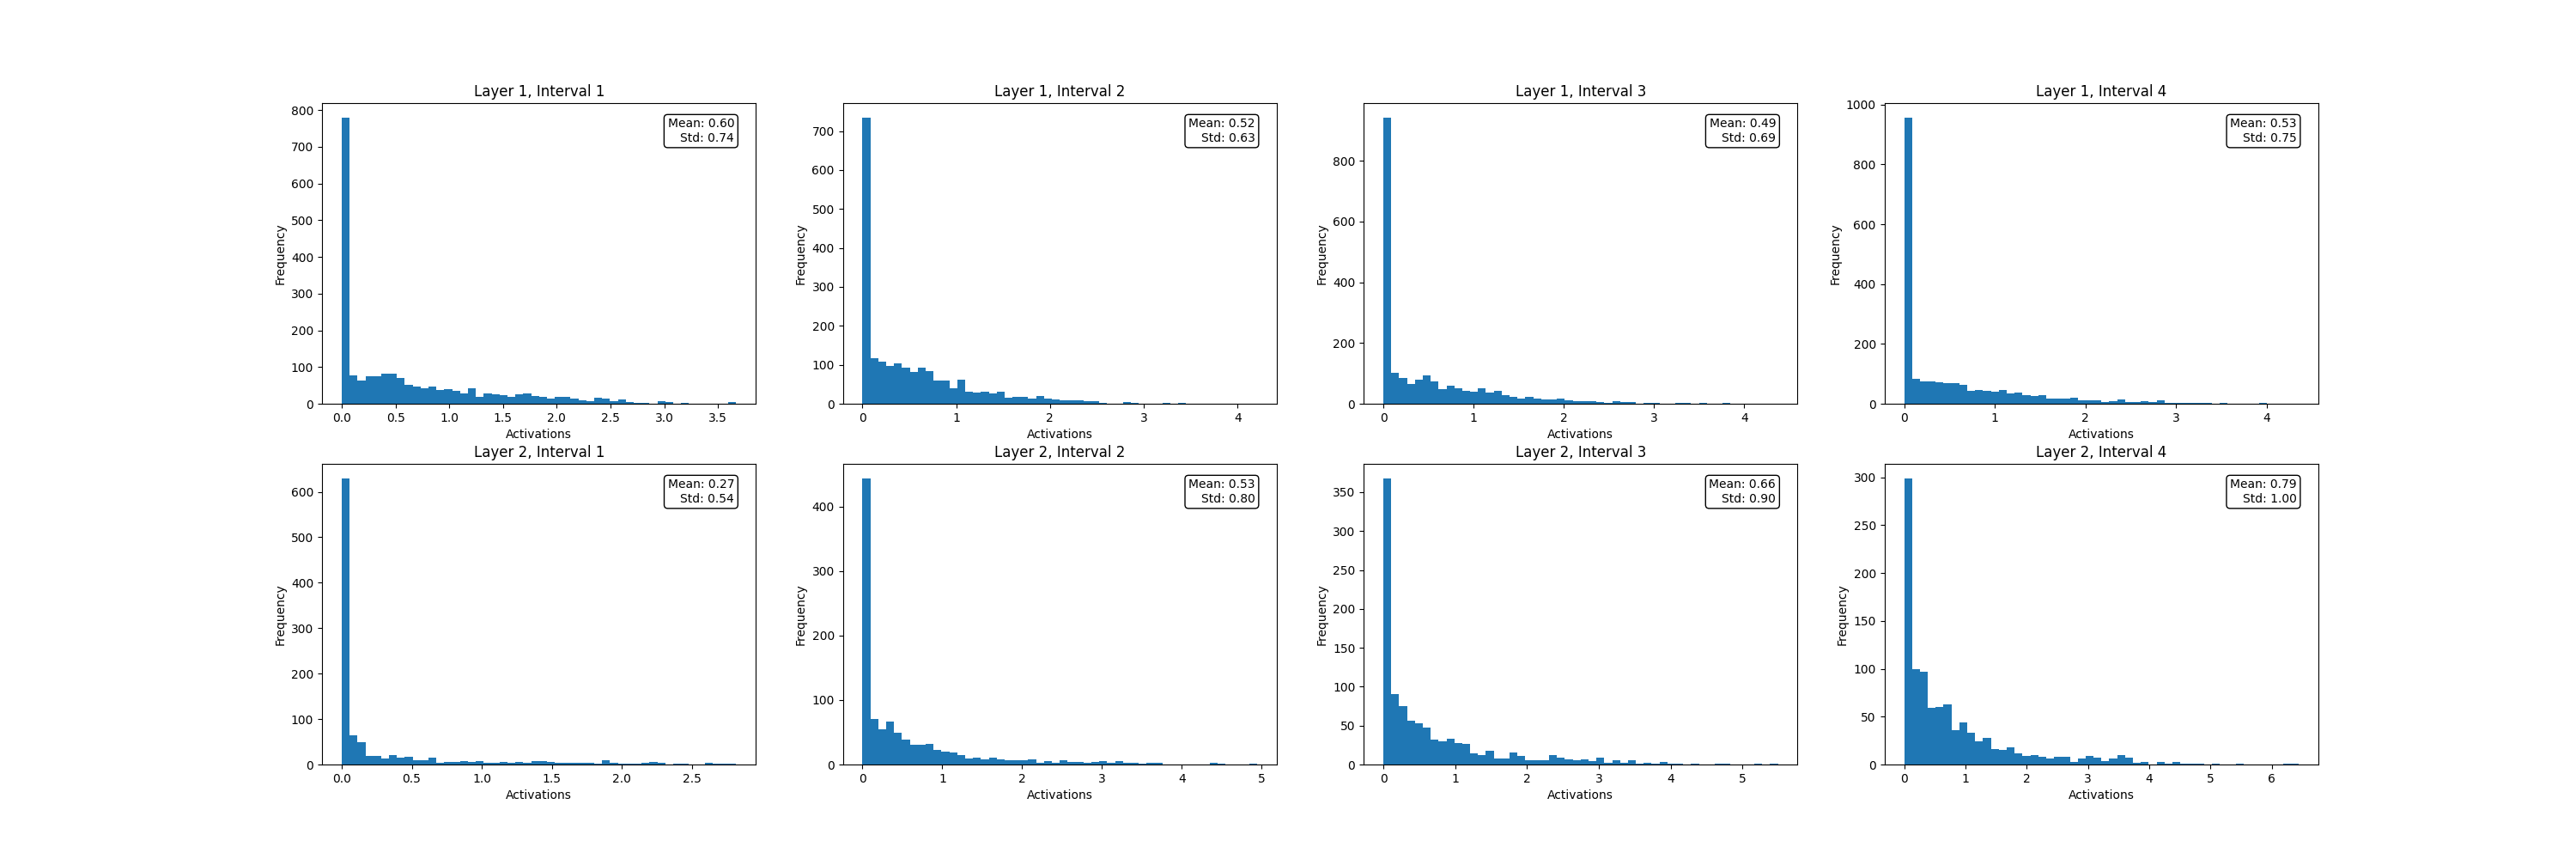 Layer 1, Interval 1
Mean: 0.60
Std: 0.74
800
700
600
500
400
300
200
100
0
Frequency
0.0 0.5 1.0 1.5 2.0 2.5 3.0 3.5
Activations
Layer 1, Interval 2
Mean: 0.52
Std: 0.63
700
600
500
400
300
200
100
0
Frequency
0 1 2 3 4
Activations
Layer 1, Interval 3
Mean: 0.49
Std: 0.69
800
600
400
200
0
Frequency
0 1 2 3 4
Activations
Layer 1, Interval 4
Mean: 0.53
Std: 0.75
1000
800
600
400
200
0
Frequency
0 1 2 3 4
Activations
Layer 2, Interval 1
Mean: 0.27
Std: 0.54
600
500
400
300
200
100
0
Frequency
0.0 0.5 1.0 1.5 2.0 2.5
Activations
Layer 2, Interval 2
Mean: 0.53
Std: 0.80
400
300
200
100
0
Frequency
0 1 2 3 4 5
Activations
Layer 2, Interval 3
Mean: 0.66
Std: 0.90
350
300
250
200
150
100
50
0
Frequency
0 1 2 3 4 5
Activations
Layer 2, Interval 4
Mean: 0.79
Std: 1.00
300
250
200
150
100
50
0
Frequency
0 1 2 3 4 5 6
Activations